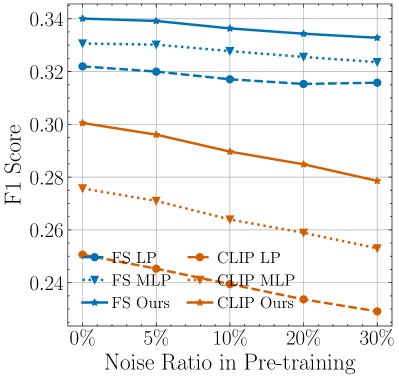 0.34
0.32
0.30
0.28
0.26
0.24
F1 Score
FS LP CLIP LP
FS MLP CLIP MLP
FS Ours CLIP Ours
0% 5% 10% 20% 30%
Noise Ratio in Pre-training